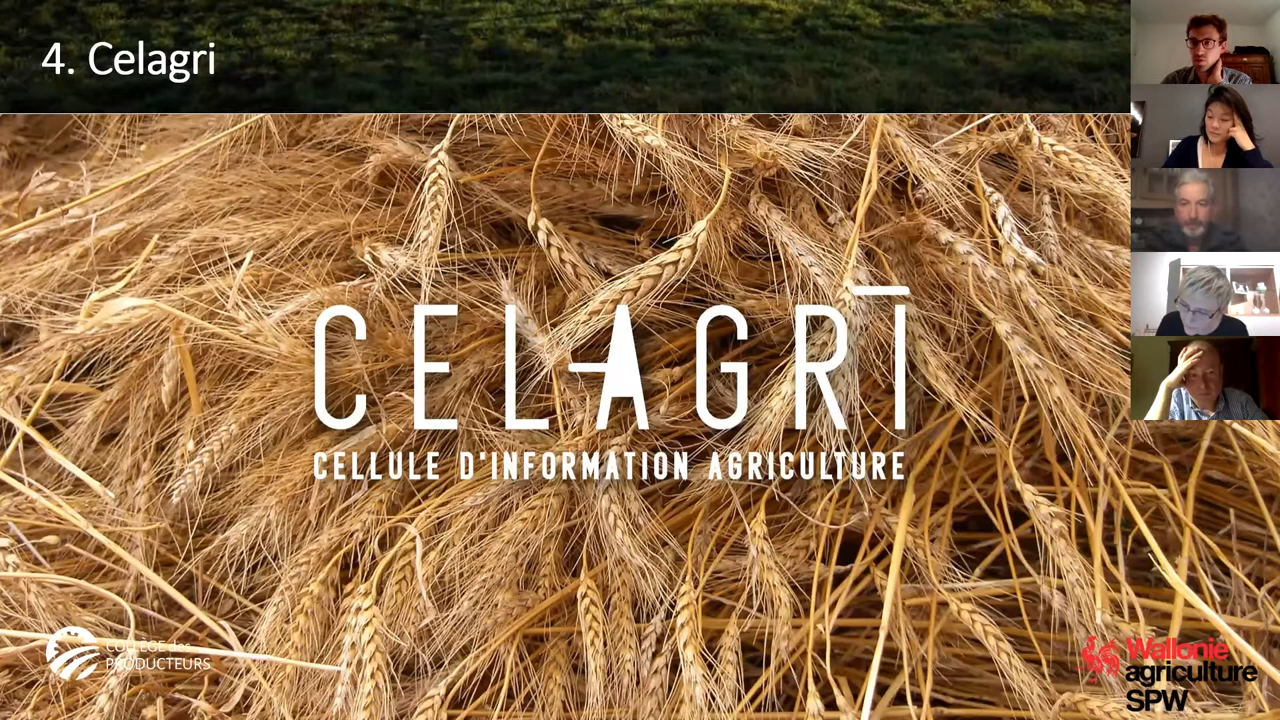 4. Celagri
CELAGRI
CELLULE D'INFORMATION AGRICULTURE
COLLÈGE des
PRODUCTEURS
Wallonie
agriculture
SPW